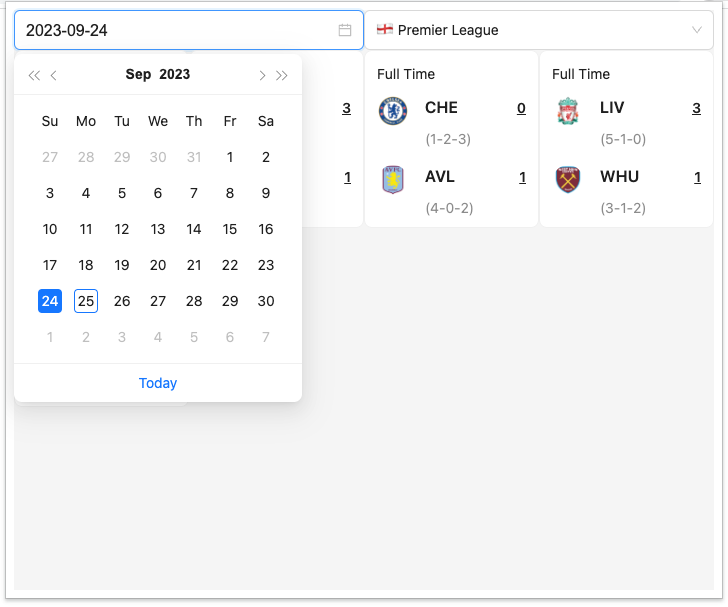 2023-09-24
Premier League
Sep 2023
Su Mo Tu We Th Fr Sa
27 28 29 30 31 1 2
3 4 5 6 7 8 9
10 11 12 13 14 15 16
17 18 19 20 21 22 23
24 25 26 27 28 29 30
1 2 3 4 5 6 7
Today
3
1
Full Time
CHE 0
(1-2-3)
AVL 1
(4-0-2)
Full Time
LIV 3
(5-1-0)
WHU 1
(3-1-2)